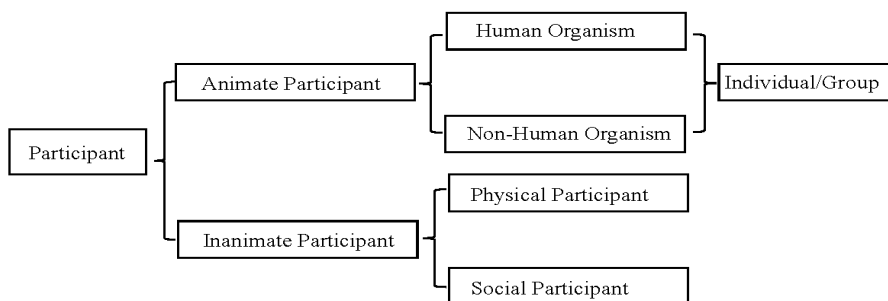 Human Organism
Animate Participant
Individual/Group
Non-Human Organism
Participant
Physical Participant
Inanimate Participant
Social Participant